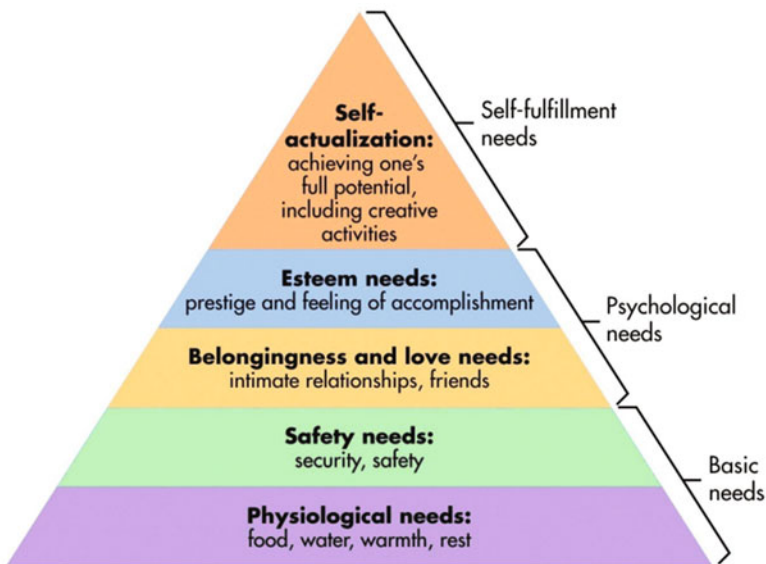 Self-
actualization:
achieving one's
full potential,
including creative
activities
Self-fulfillment
needs
Esteem needs:
prestige and feeling of accomplishment
Belongingness and love needs:
intimate relationships, friends
Psychological
needs
Safety needs:
security, safety
Physiological needs:
food, water, warmth, rest
Basic
needs